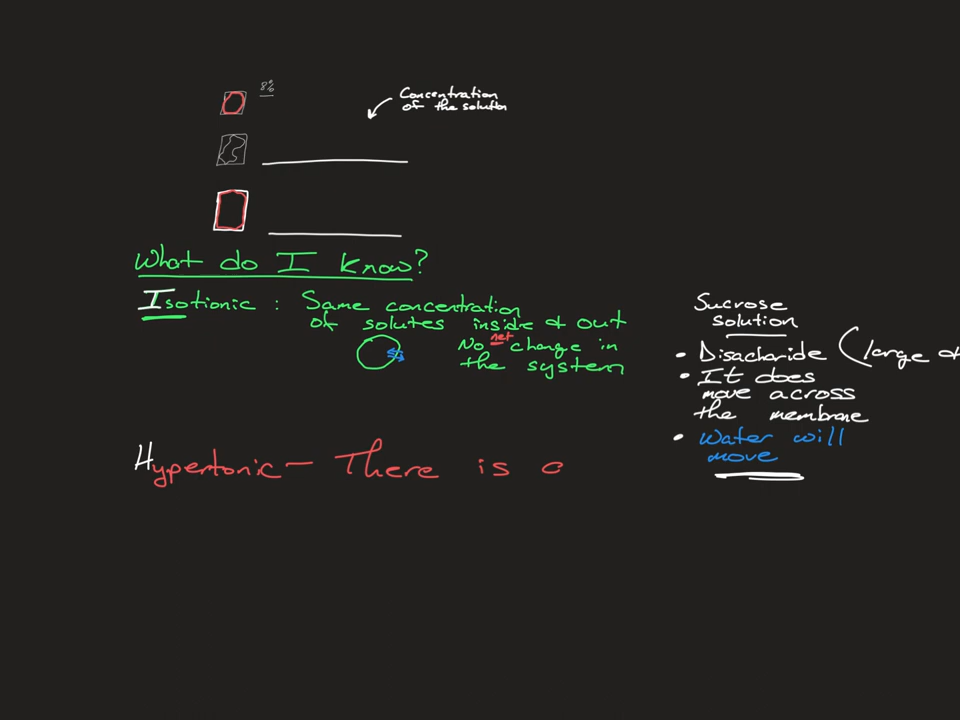 8%
Concentration
of the solution
What do I know?
Isotionic : Same concentration
of solutes inside & out
No net change in
the system
Sucrose
solution
• Disacharide (large
• It does
move across
the membrane
• Water will
move
Hypertonic - There is a